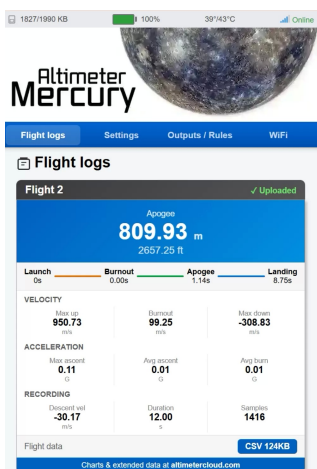 1827/1990 KB 100% 39°/43°C Online
Altimeter
Mercury
Flight logs Settings Outputs / Rules WiFi
Flight logs
Flight 2 ✓ Uploaded
Apogee
809.93 m
2657.25 ft
Launch Burnout Apogee Landing
0s 0.00s 1.14s 8.75s
VELOCITY
Max up Burnout Max down
950.73 99.25 -308.83
m/s m/s m/s
ACCELERATION
Max ascent Avg ascent Avg burn
0.11 0.01 0.01
G G G
RECORDING
Descent vel Duration Samples
-30.17 12.00 1416
m/s s
Flight data CSV 124KB
Charts & extended data at altimetercloud.com